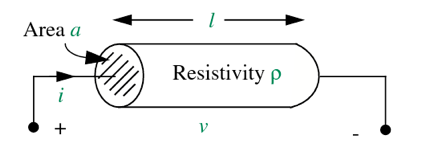 l
Area a
Resistivity ρ
i
+ v -